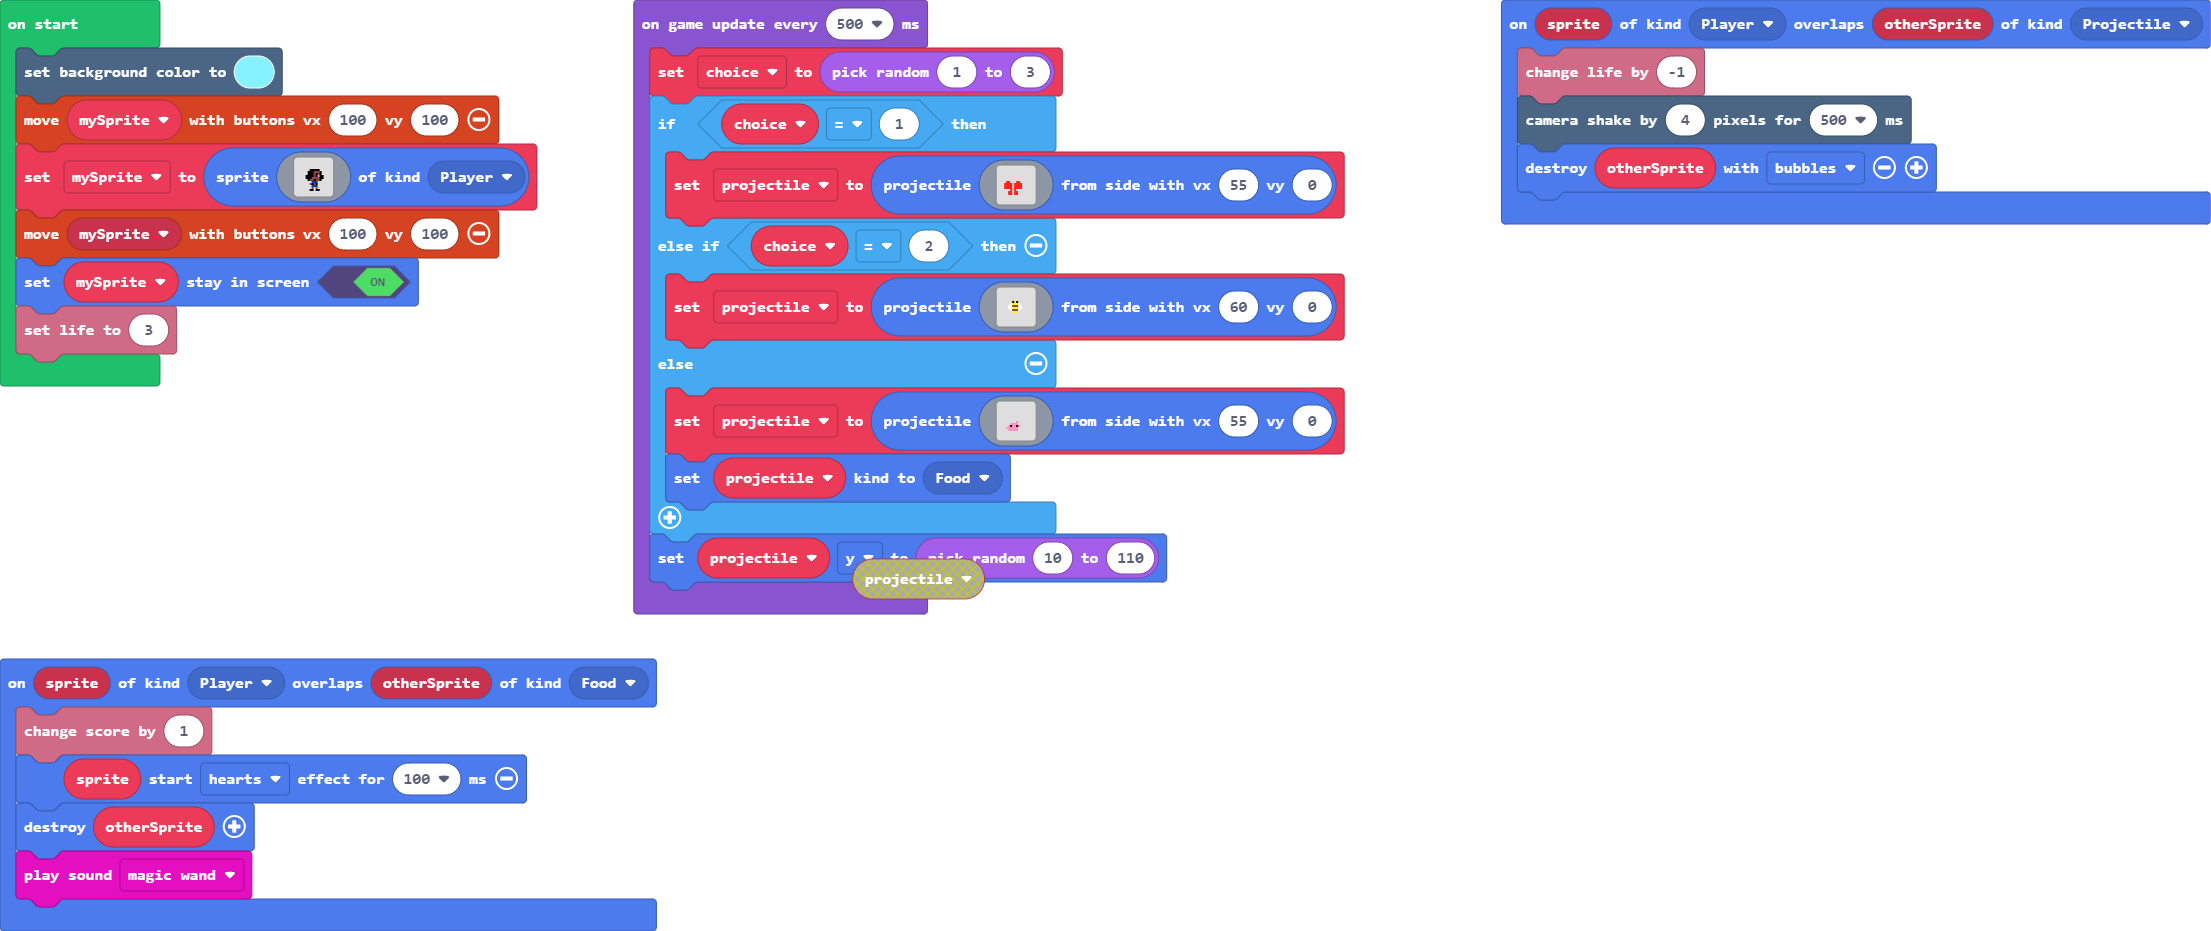 on start
set background color to
move mySprite with buttons vx 100 vy 100
set mySprite to sprite of kind Player
move mySprite with buttons vx 100 vy 100
set mySprite stay in screen ON
set life to 3
on game update every 500 ms
set choice to pick random 1 to 3
if choice = 1 then
set projectile to projectile from side with vx 55 vy 0
else if choice = 2 then
set projectile to projectile from side with vx 60 vy 0
else
set projectile to projectile from side with vx 55 vy 0
set projectile kind to Food
set projectile y to pick random 10 to 110
projectile
on sprite of kind Player overlaps otherSprite of kind Projectile
change life by -1
camera shake by 4 pixels for 500 ms
destroy otherSprite with bubbles
on sprite of kind Player overlaps otherSprite of kind Food
change score by 1
sprite start hearts effect for 100 ms
destroy otherSprite
play sound magic wand